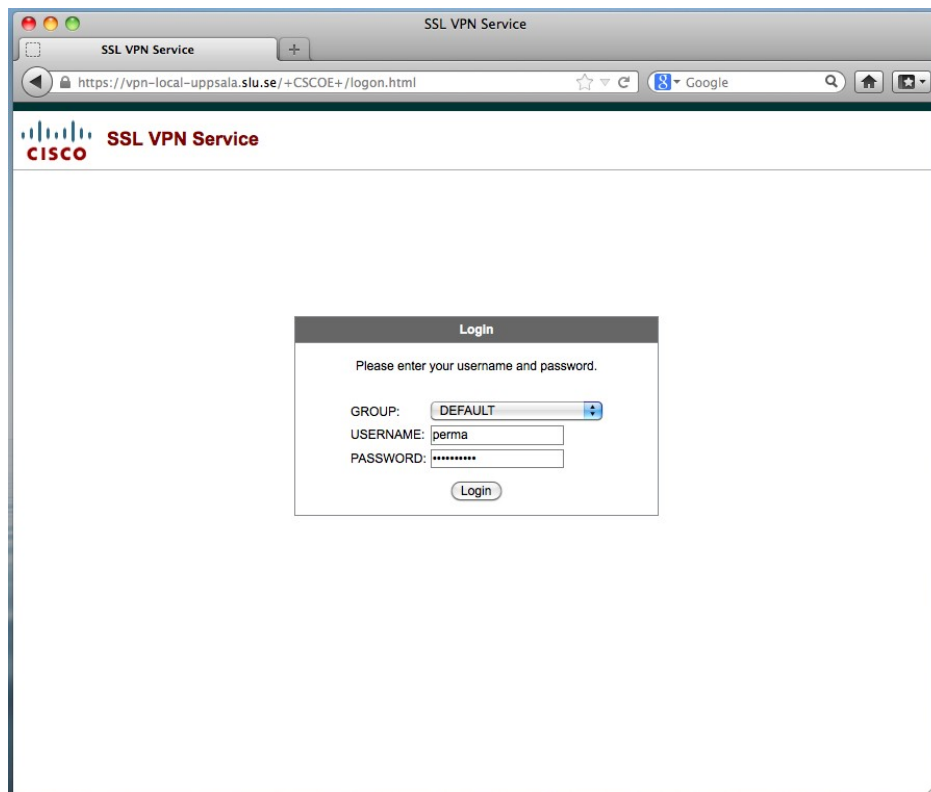 SSL VPN Service
SSL VPN Service
https://vpn-local-uppsala.slu.se/+CSCOE+/logon.html
8 Google
CISCO SSL VPN Service
Login
Please enter your username and password.
GROUP: DEFAULT
USERNAME: perma
PASSWORD: ••••••••••
Login